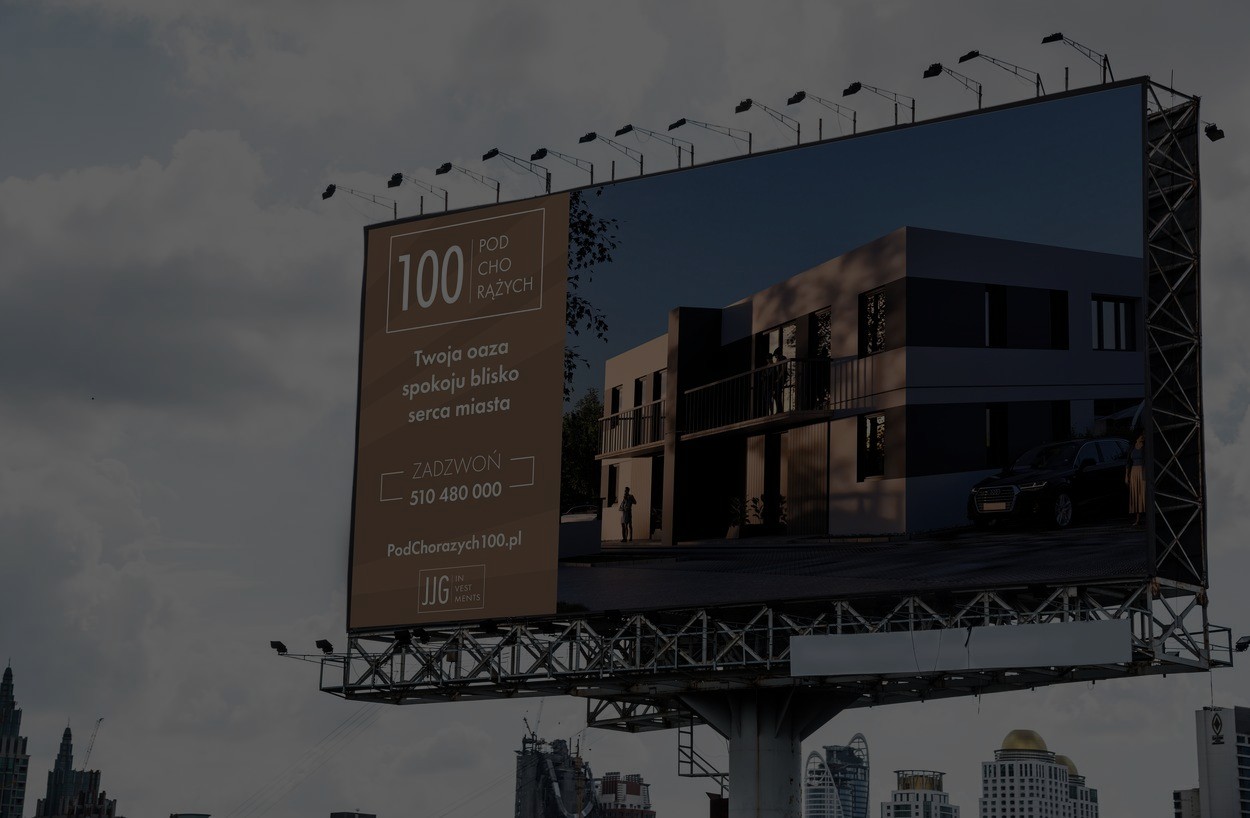 100
POD
CHO
RĄŻYCH
Twoja oaza
spokoju blisko
serca miasta
ZADZWOŃ
510 480 000
PodChorazych100.pl
JJG
IN
VEST
MENTS